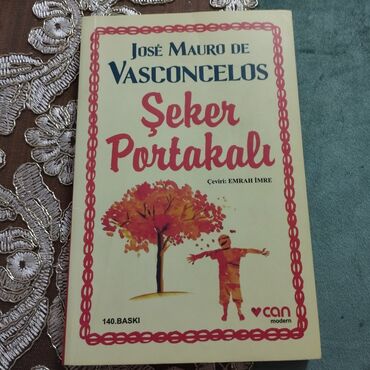 JOSÉ MAURO DE
VASCONCELOS
Şeker
Portakalı
Çeviri: EMRAH İMRE
140.BASKI
can
modern